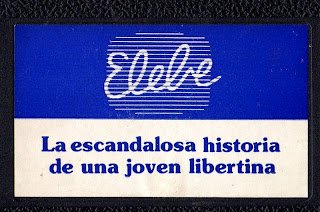 Elebe
La escandalosa historia
de una joven libertina